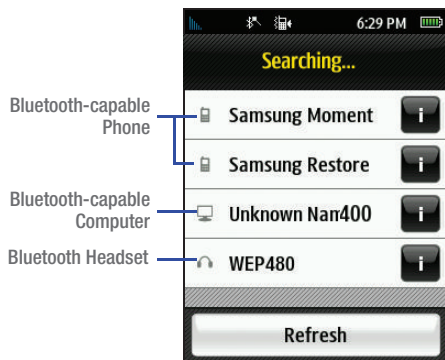 6:29 PM
Searching...
Bluetooth-capable
Phone
Samsung Moment
i
Samsung Restore
i
Bluetooth-capable
Computer
Unknown Nam400
i
Bluetooth Headset
WEP480
i
Refresh